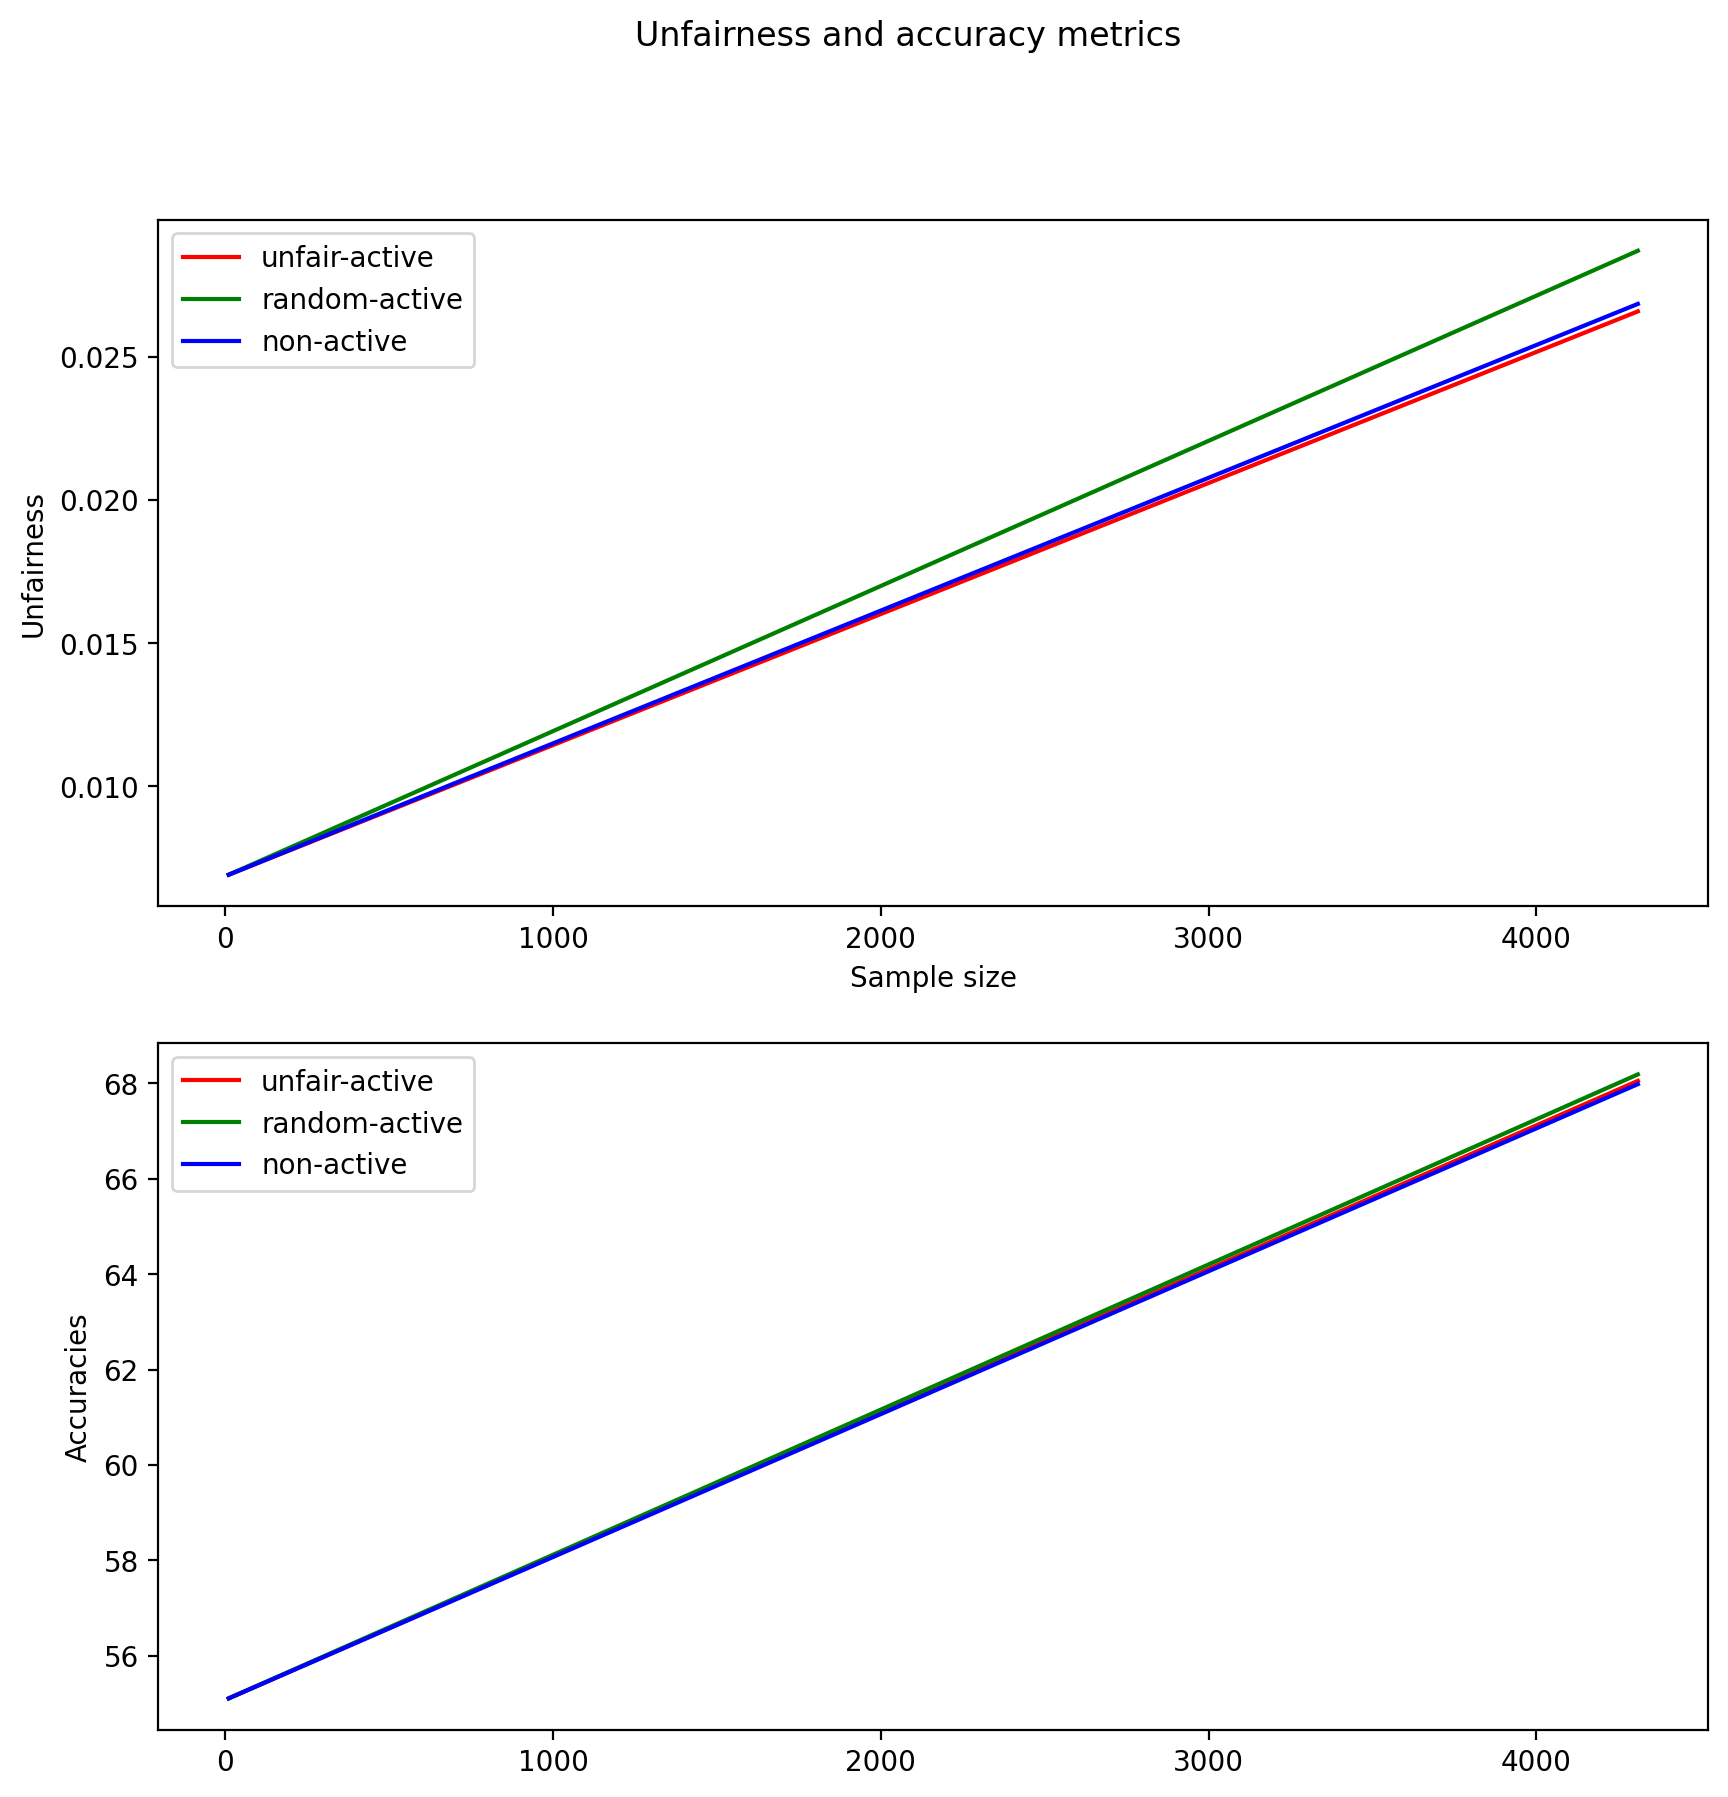 Unfairness and accuracy metrics
unfair-active
random-active
non-active
0.025
0.020
0.015
0.010
Unfairness
0 1000 2000 3000 4000
Sample size
unfair-active
random-active
non-active
68
66
64
62
60
58
56
Accuracies
0 1000 2000 3000 4000